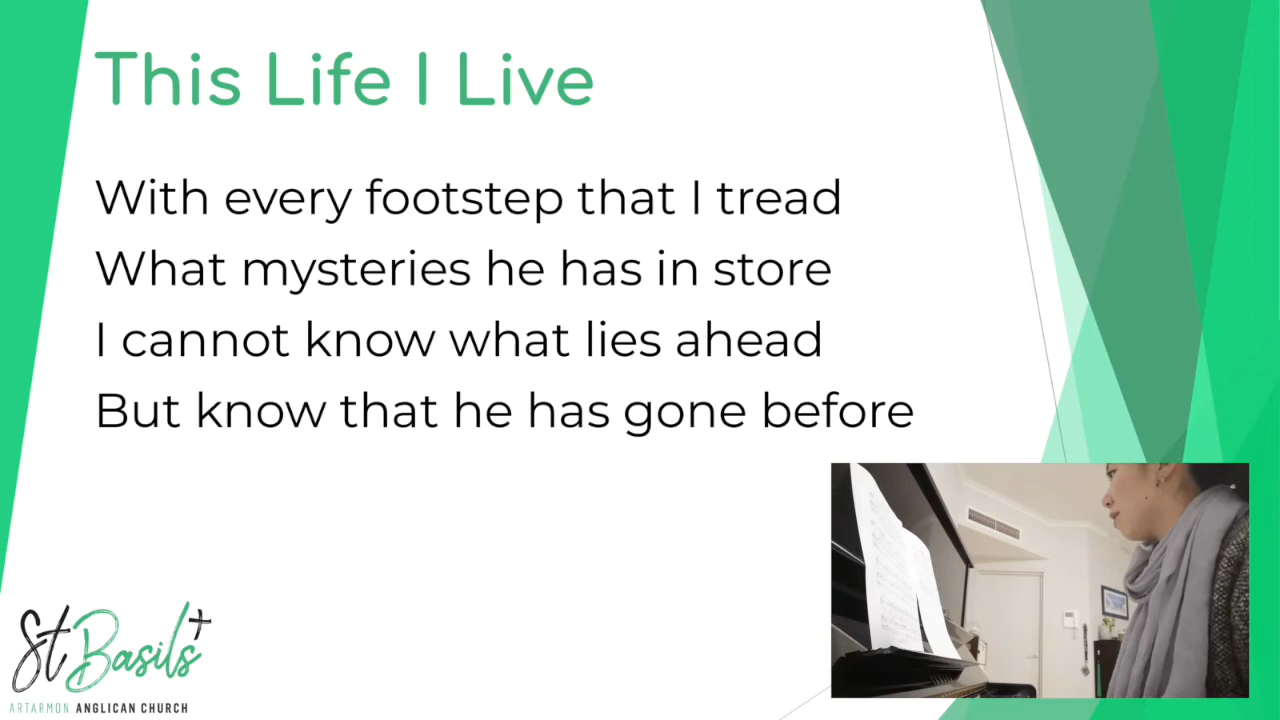 This Life I Live
With every footstep that I tread
What mysteries he has in store
I cannot know what lies ahead
But know that he has gone before
St Basils
ARTARMON ANGLICAN CHURCH